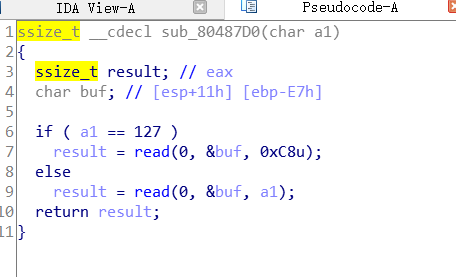 IDA View-A
Pseudocode-A
1 ssize_t __cdecl sub_80487D0(char a1)
2 {
3 ssize_t result; // eax
4 char buf; // [esp+11h] [ebp-E7h]
5
6 if ( a1 == 127 )
7 result = read(0, &buf, 0xC8u);
8 else
9 result = read(0, &buf, a1);
10 return result;
11 }